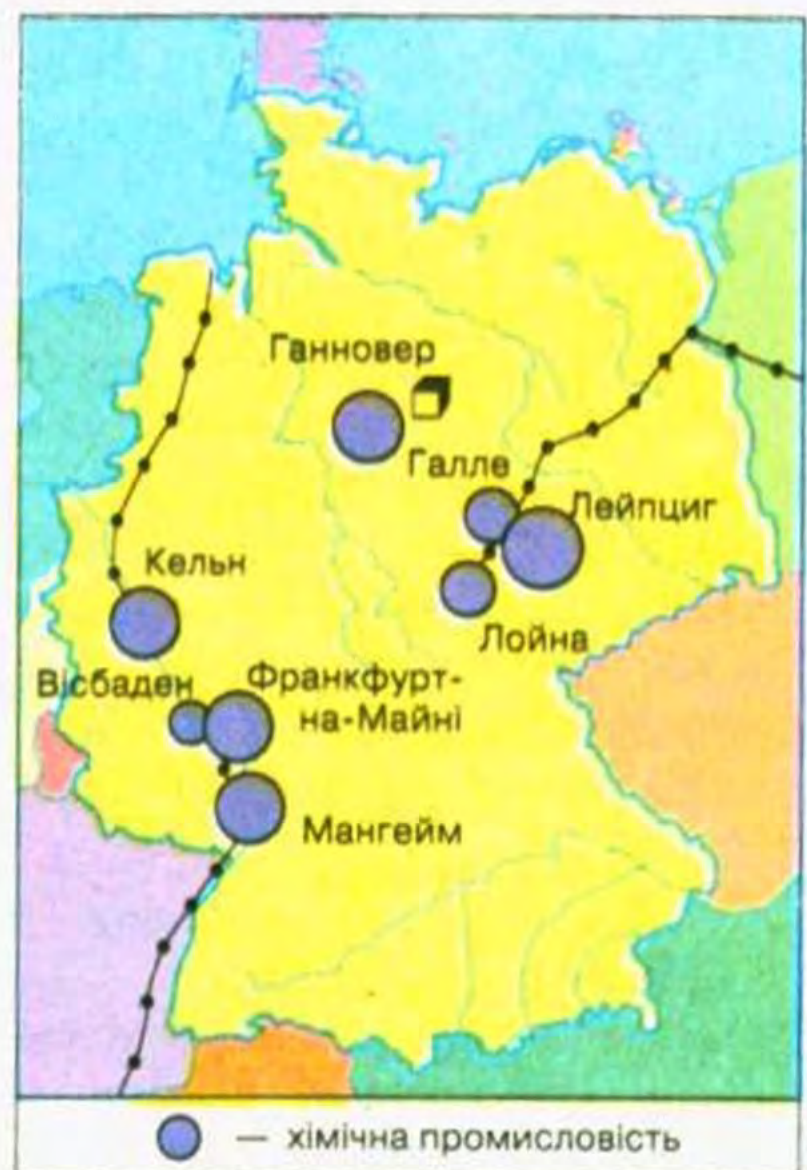 Ганновер
Галле
Лейпциг
Кельн
Лойна
Вісбаден
Франкфурт-
на-Майні
Мангейм
— хімічна промисловість